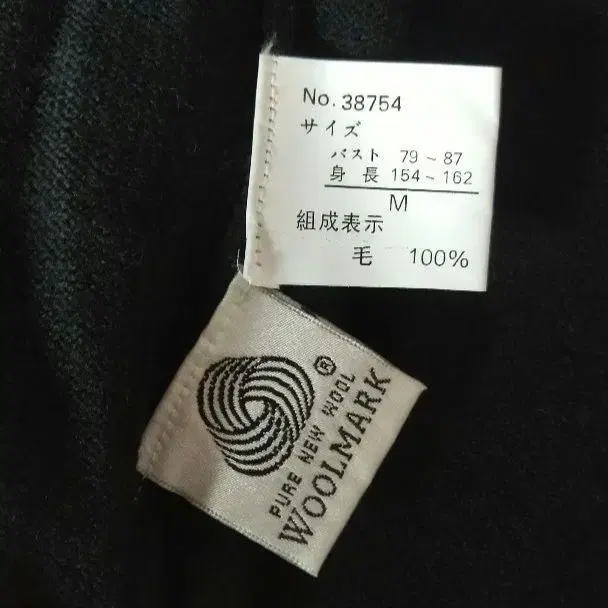 No. 38754
サイズ
バスト 79～87
身長 154～162
M
組成表示
毛 100%
®
PURE NEW WOOL
WOOLMARK